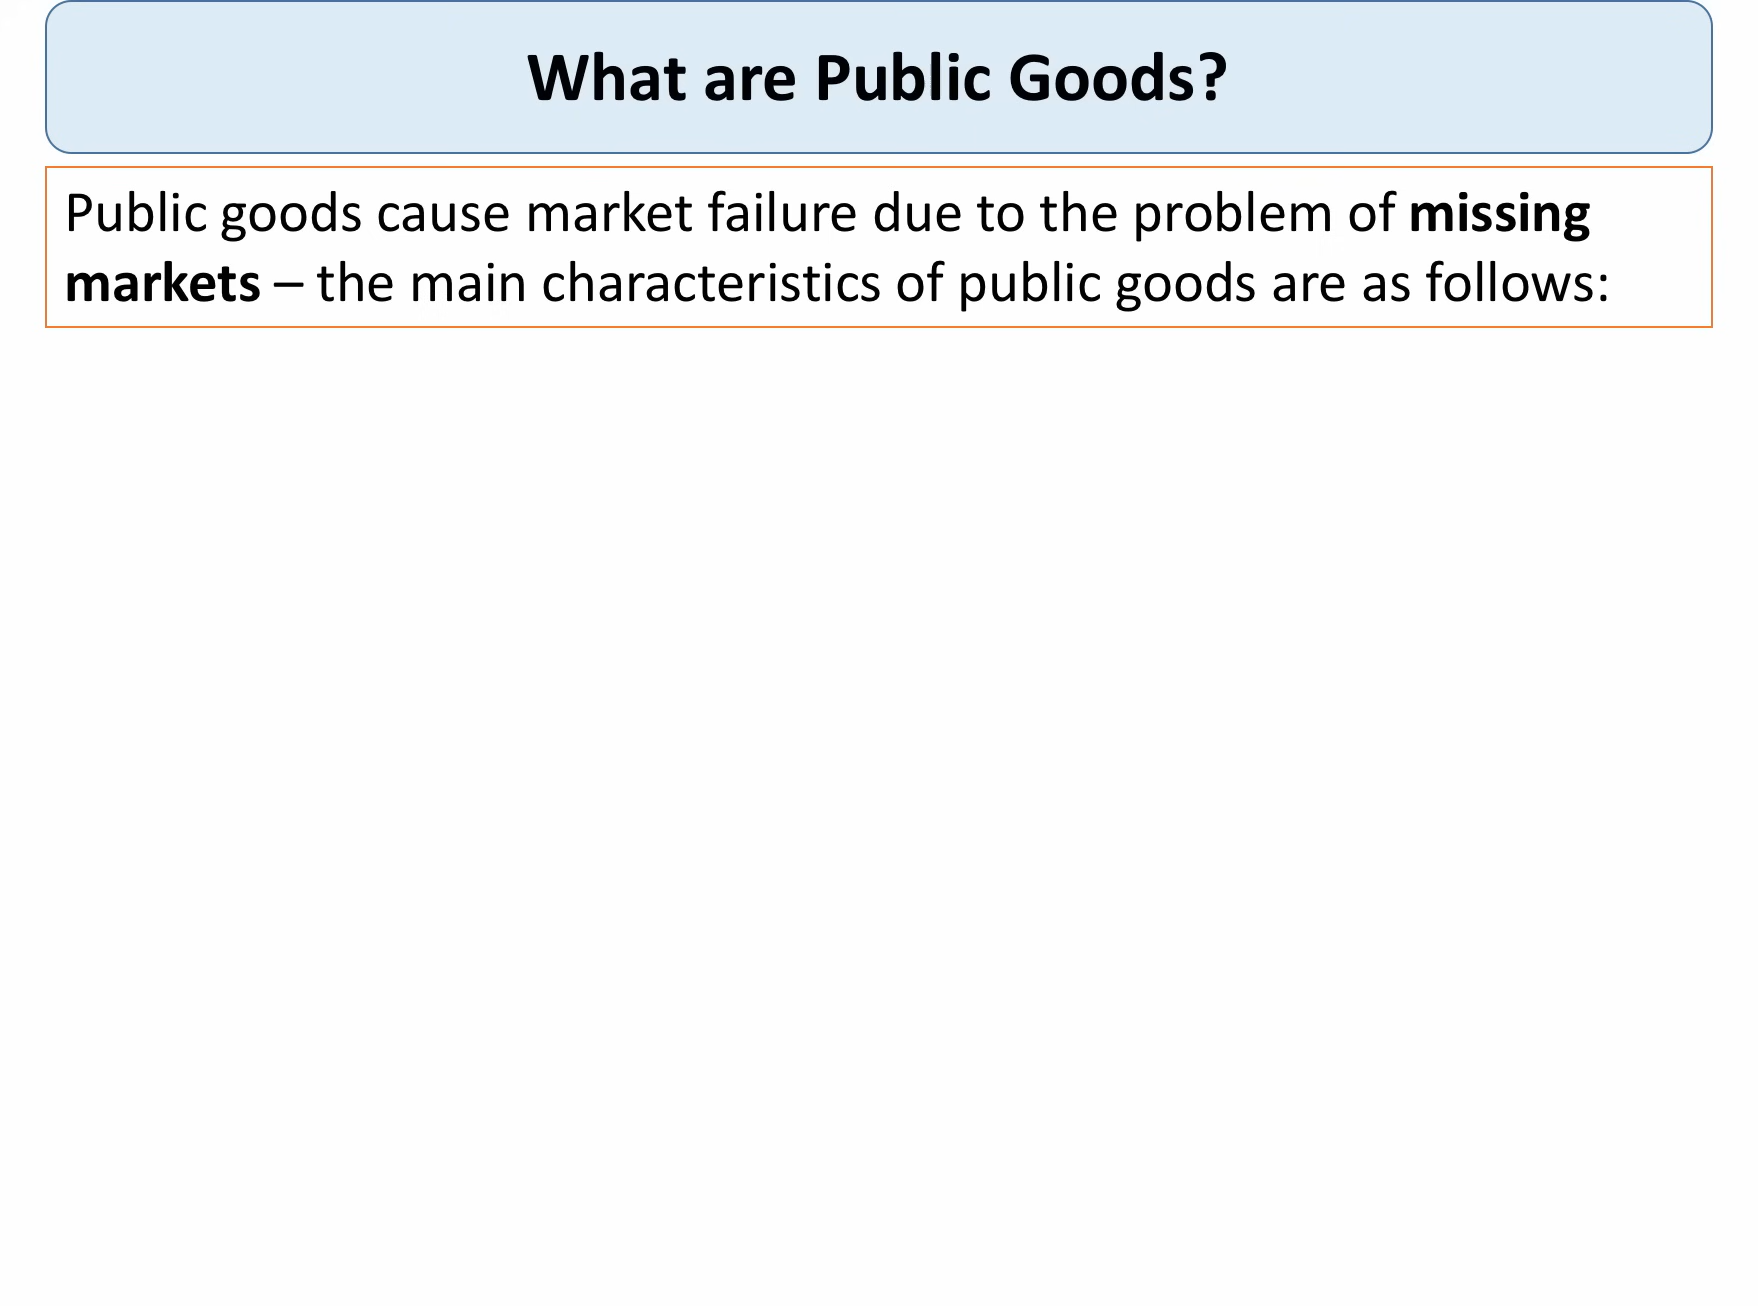 What are Public Goods?
Public goods cause market failure due to the problem of missing
markets – the main characteristics of public goods are as follows: